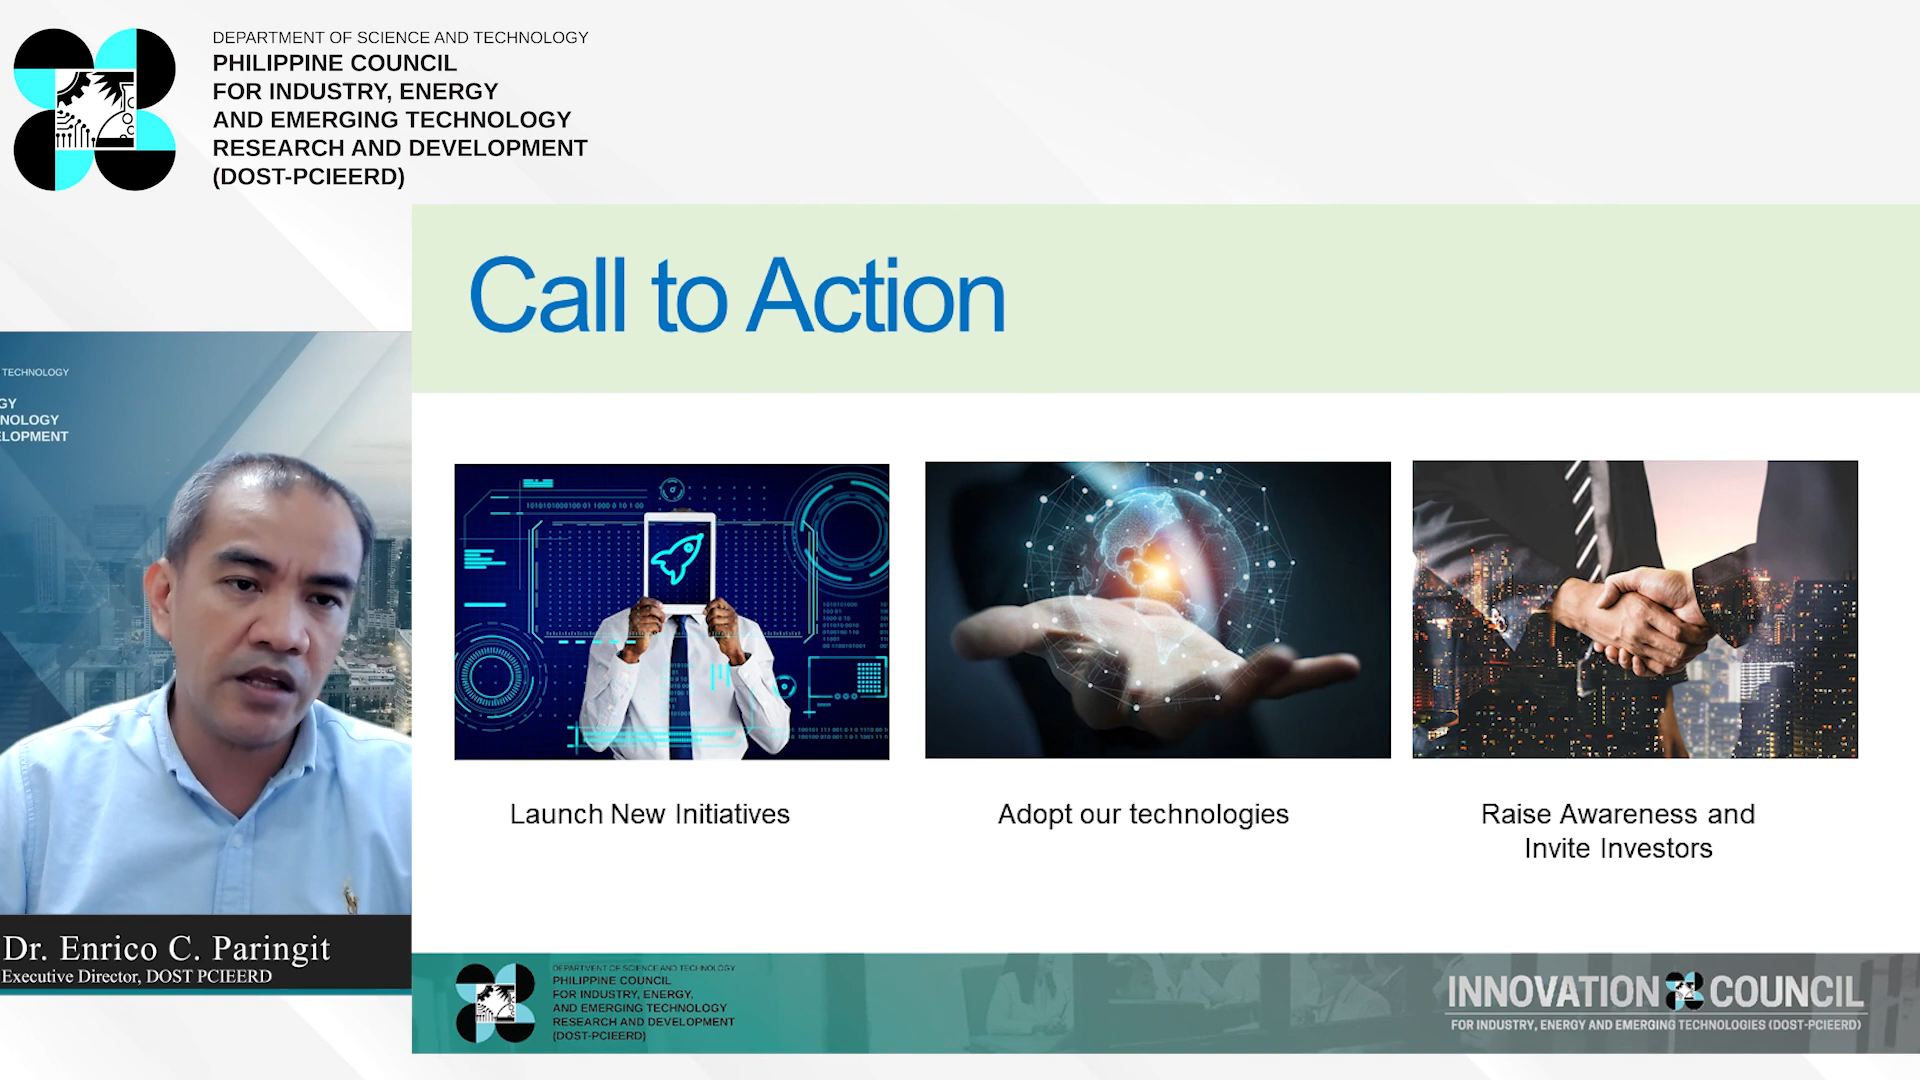 DEPARTMENT OF SCIENCE AND TECHNOLOGY
PHILIPPINE COUNCIL
FOR INDUSTRY, ENERGY
AND EMERGING TECHNOLOGY
RESEARCH AND DEVELOPMENT
(DOST-PCIEERD)
Call to Action
TECHNOLOGY
GY
NOLOGY
ELOPMENT
Launch New Initiatives
Adopt our technologies
Raise Awareness and
Invite Investors
Dr. Enrico C. Paringit
Executive Director, DOST PCIEERD
DEPARTMENT OF SCIENCE AND TECHNOLOGY
PHILIPPINE COUNCIL
FOR INDUSTRY, ENERGY,
AND EMERGING TECHNOLOGY
RESEARCH AND DEVELOPMENT
(DOST-PCIEERD)
INNOVATION COUNCIL
FOR INDUSTRY, ENERGY AND EMERGING TECHNOLOGIES (DOST-PCIEERD)